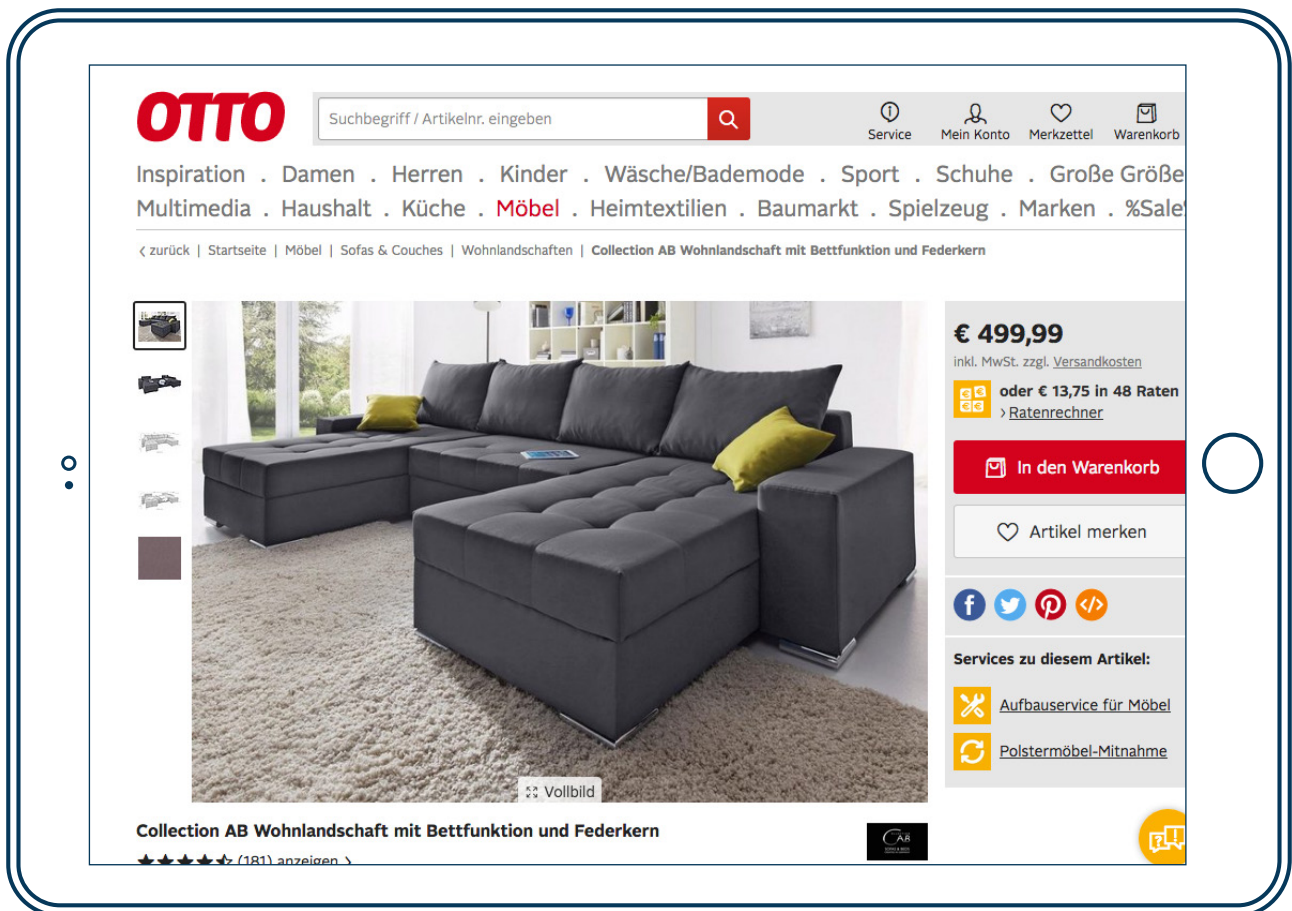 OTTO
Suchbegriff / Artikelnr. eingeben
Service Mein Konto Merkzettel Warenkorb
Inspiration . Damen . Herren . Kinder . Wäsche/Bademode . Sport . Schuhe . Große Größe
Multimedia . Haushalt . Küche . Möbel . Heimtextilien . Baumarkt . Spielzeug . Marken . %Sale%
‹ zurück | Startseite | Möbel | Sofas & Couches | Wohnlandschaften | Collection AB Wohnlandschaft mit Bettfunktion und Federkern
€ 499,99
inkl. MwSt. zzgl. Versandkosten
oder € 13,75 in 48 Raten
› Ratenrechner
In den Warenkorb
Artikel merken
Services zu diesem Artikel:
Aufbauservice für Möbel
Polstermöbel-Mitnahme
Vollbild
Collection AB Wohnlandschaft mit Bettfunktion und Federkern
CAB
(181) anzeigen ›